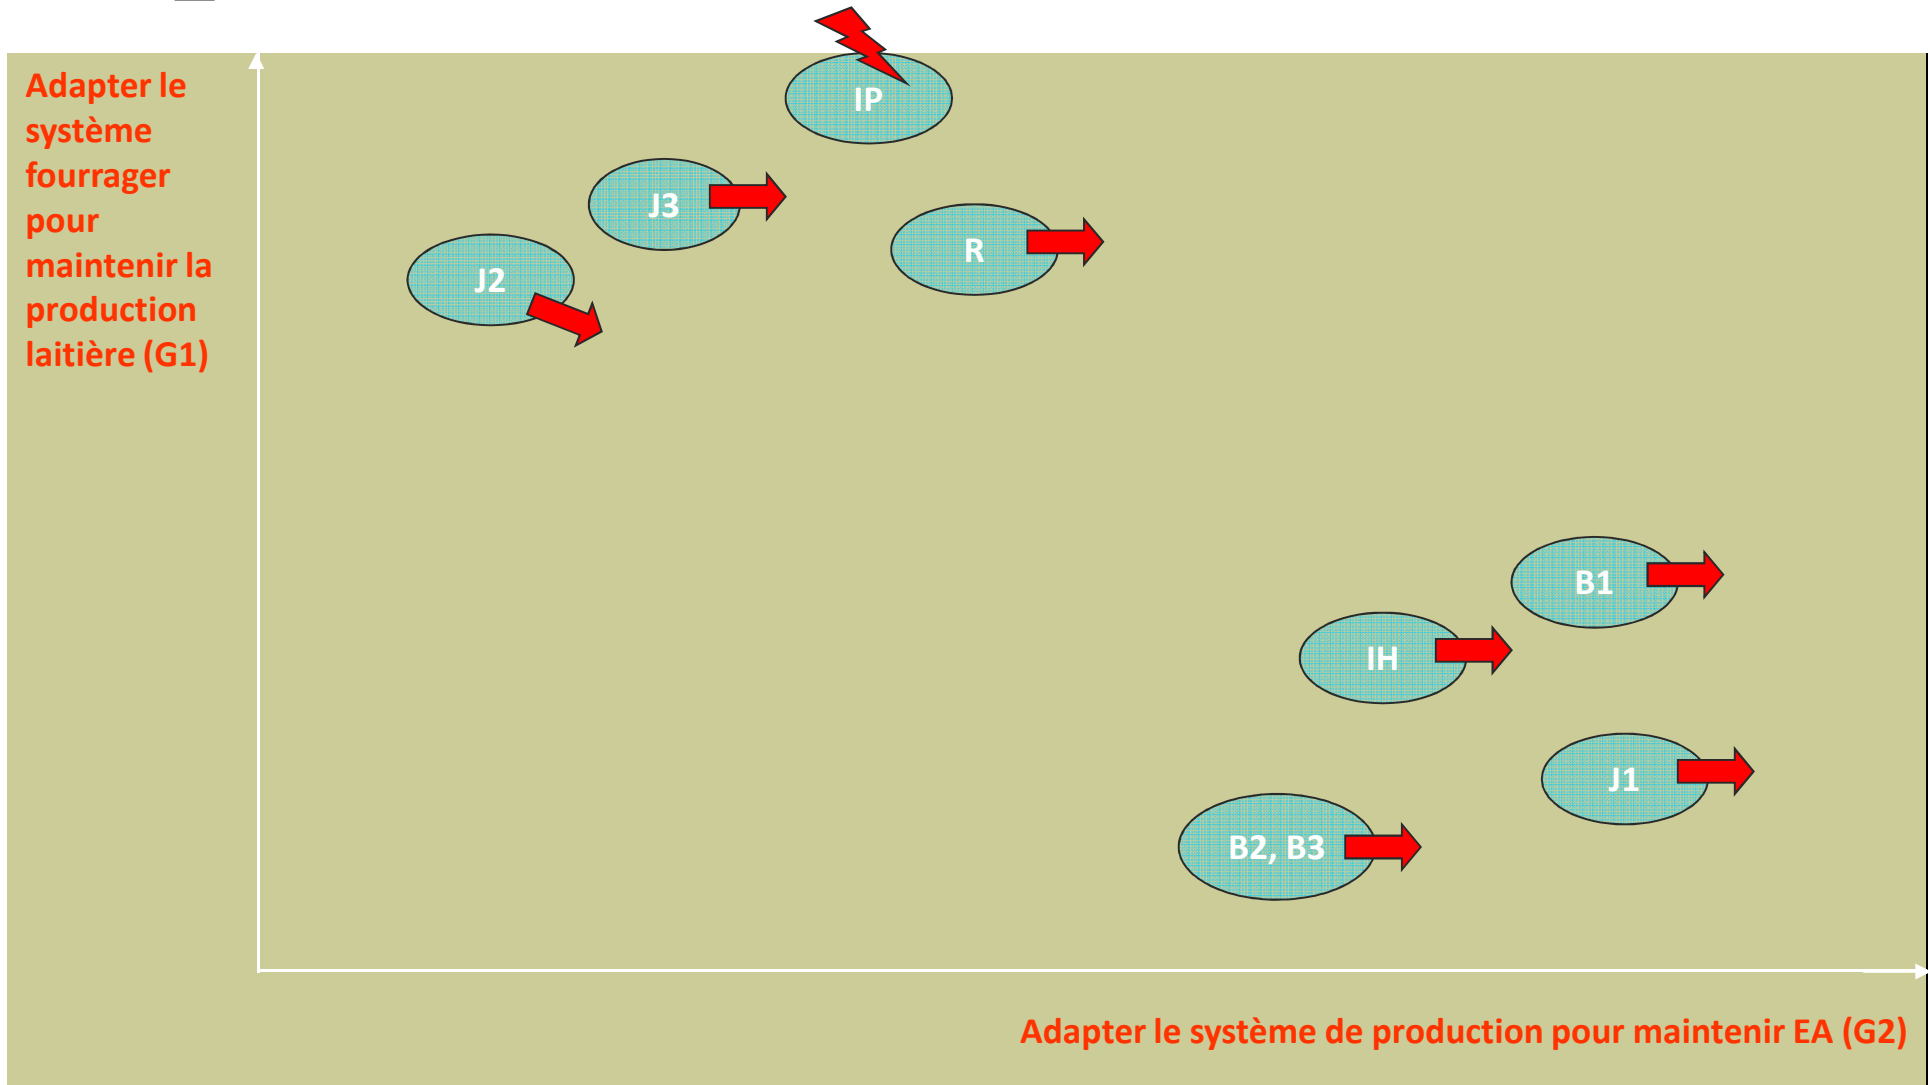 Adapter le
système
fourrager
pour
maintenir la
production
laitière (G1)
IP
J3
R
J2
B1
IH
J1
B2, B3
Adapter le système de production pour maintenir EA (G2)